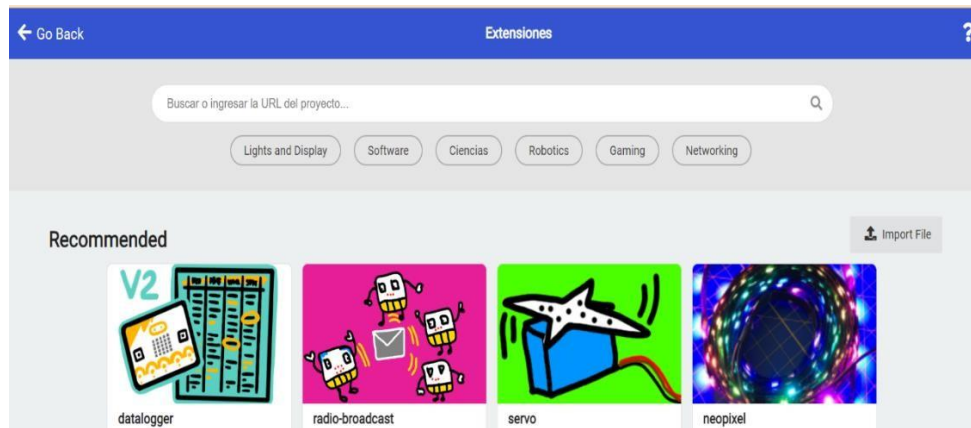 Go Back
Extensiones
?
Buscar o ingresar la URL del proyecto...
Lights and Display
Software
Ciencias
Robotics
Gaming
Networking
Recommended
Import File
V2
datalogger
radio-broadcast
servo
neopixel